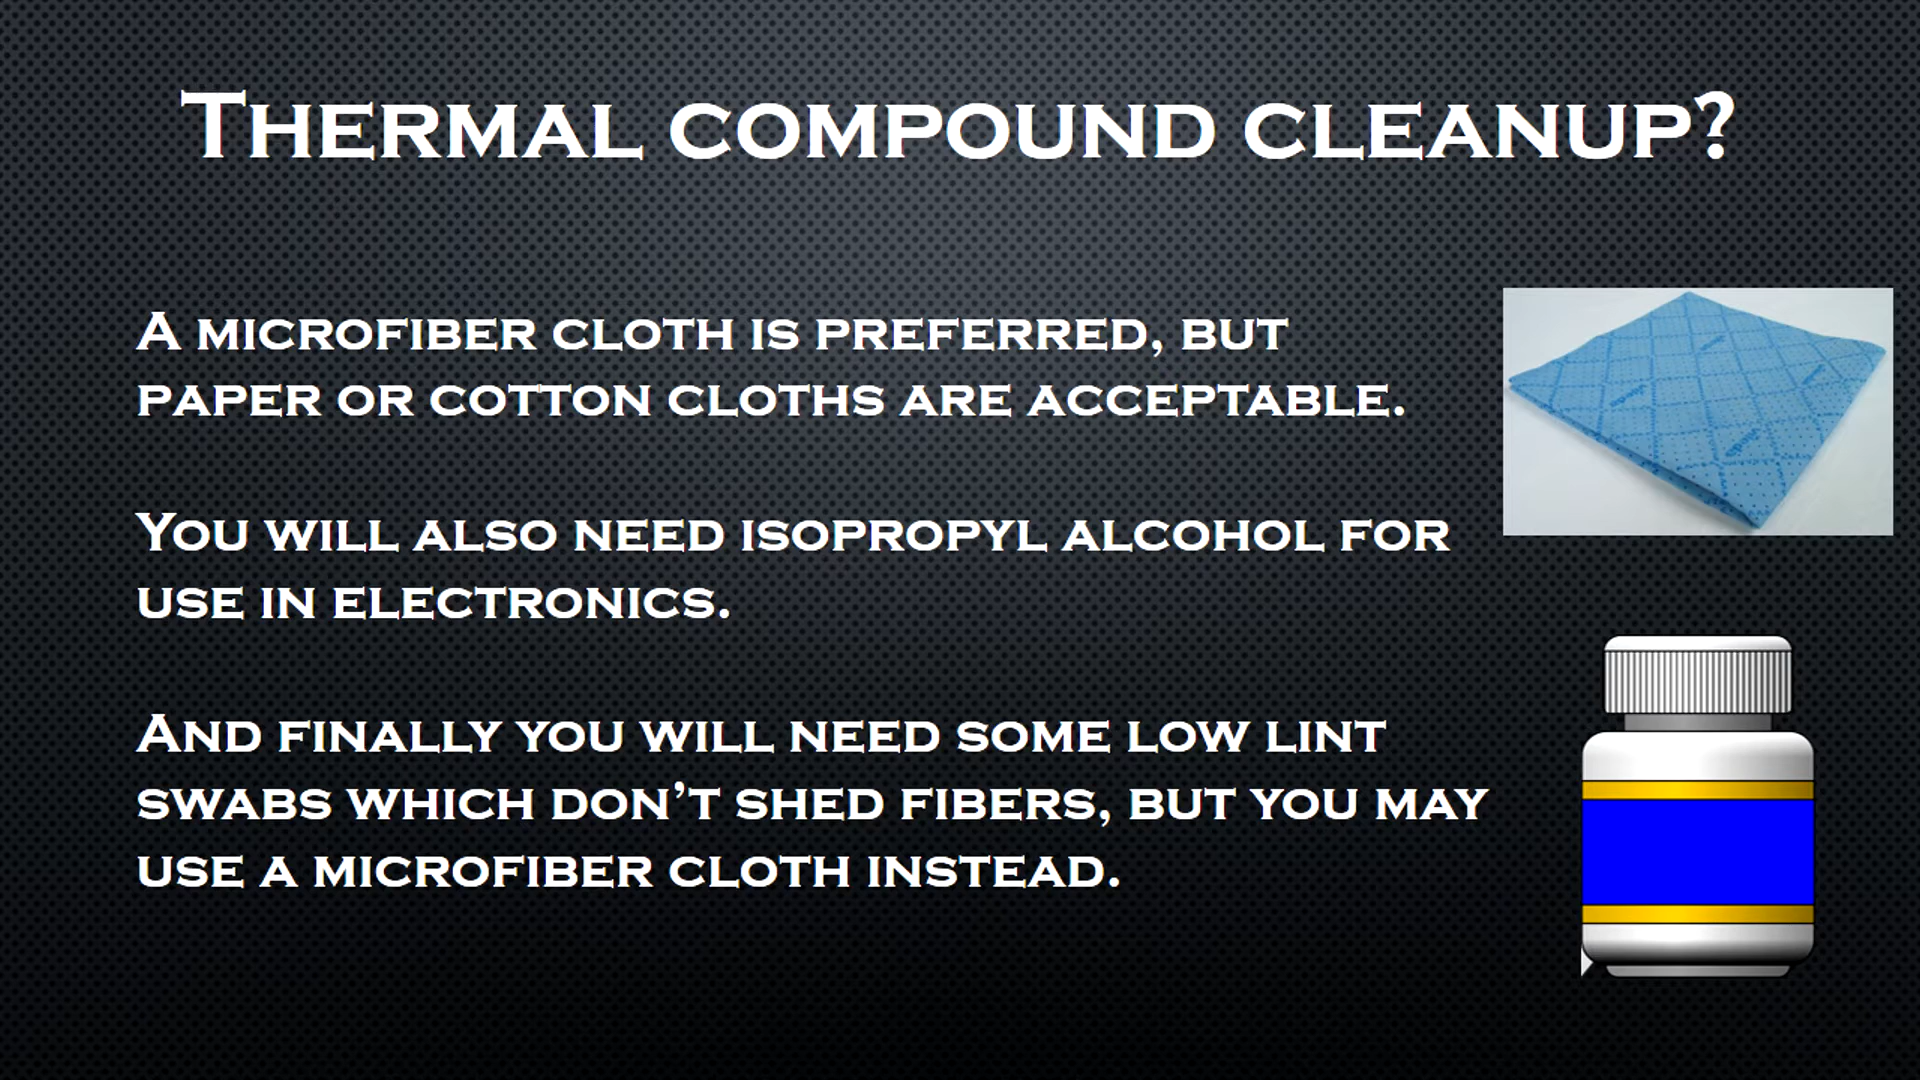 Thermal compound cleanup?
A microfiber cloth is preferred, but
paper or cotton cloths are acceptable.
You will also need isopropyl alcohol for
use in electronics.
And finally you will need some low lint
swabs which don’t shed fibers, but you may
use a microfiber cloth instead.